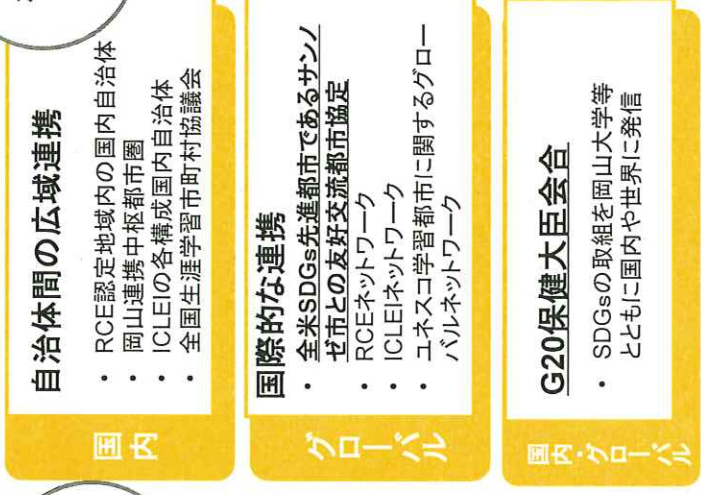 国内
自治体間の広域連携
・ RCE認定地域内の国内自治体
・ 岡山連携中枢都市圏
・ ICLEIの各構成国内自治体
・ 全国生涯学習市町村協議会
グローバル
国際的な連携
・ 全米SDGs先進都市であるサンノ
ゼ市との友好交流都市協定
・ RCEネットワーク
・ ICLEIネットワーク
・ ユネスコ学習都市に関するグロー
バルネットワーク
国内・グローバル
G20保健大臣会合
・ SDGsの取組を岡山大学等
とともに国内や世界に発信